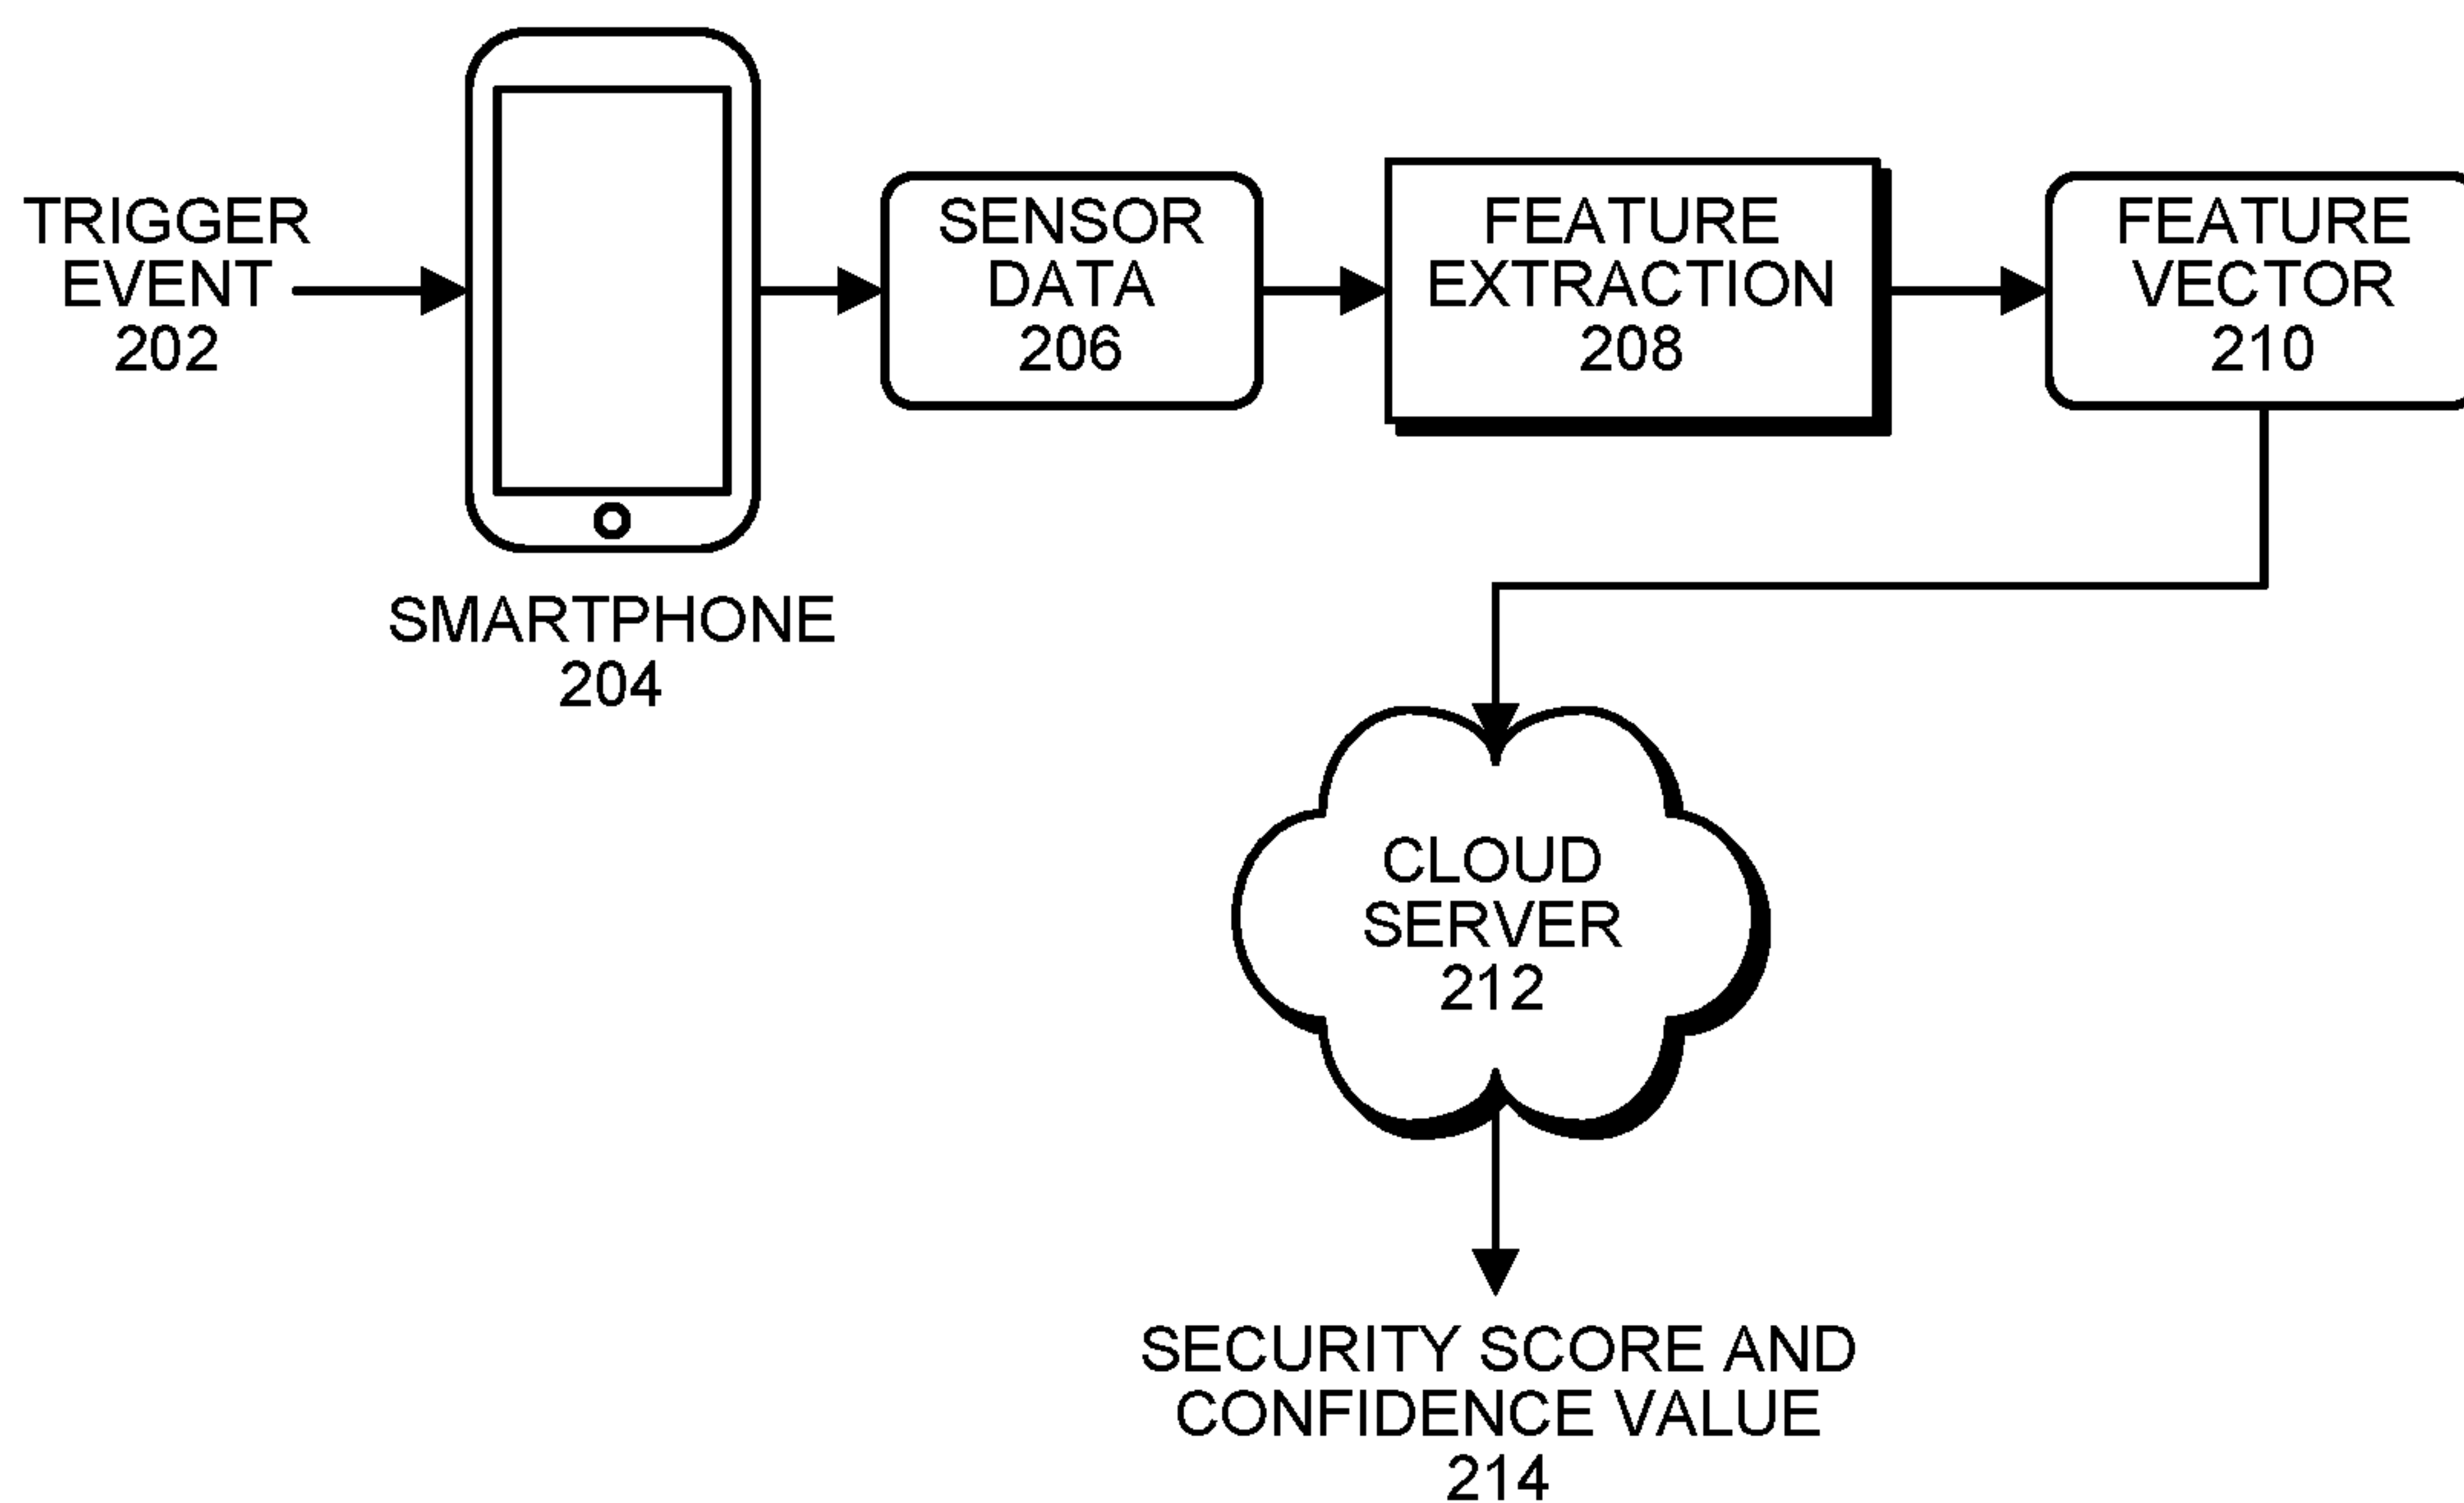 TRIGGER
EVENT
202
SMARTPHONE
204
SENSOR
DATA
206
FEATURE
EXTRACTION
208
FEATURE
VECTOR
210
CLOUD
SERVER
212
SECURITY SCORE AND
CONFIDENCE VALUE
214